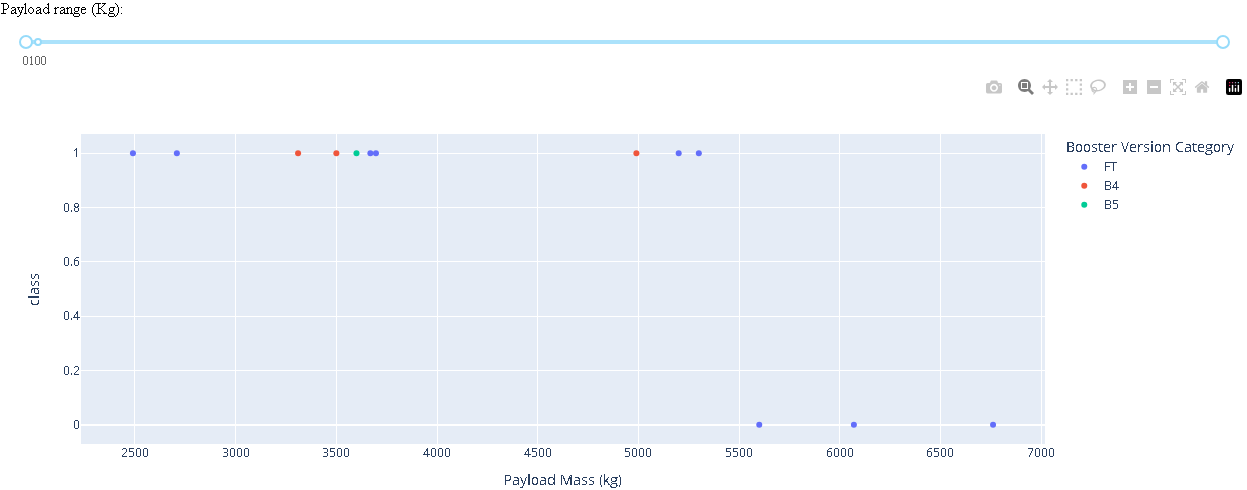 Payload range (Kg):
0100
Booster Version Category
FT
B4
B5
1
0.8
0.6
0.4
0.2
0
class
2500 3000 3500 4000 4500 5000 5500 6000 6500 7000
Payload Mass (kg)